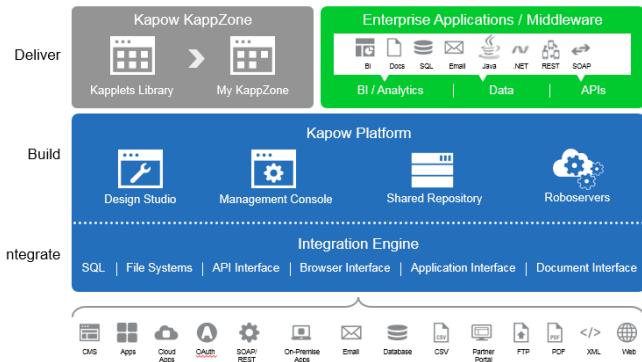 Deliver
Kapow KappZone
Kapplets Library
My KappZone
Enterprise Applications / Middleware
BI Docs SQL Email Java .NET REST SOAP
BI / Analytics | Data | APIs
Build
Kapow Platform
Design Studio
Management Console
Shared Repository
Roboservers
ntegrate
Integration Engine
SQL | File Systems | API Interface | Browser Interface | Application Interface | Document Interface
CMS
Apps
Cloud
Apps
OAuth
SOAP/
REST
On-Premise
Apps
Email
Database
CSV
CSV
Partner
Portal
FTP
PDF
PDF
</>
XML
Web